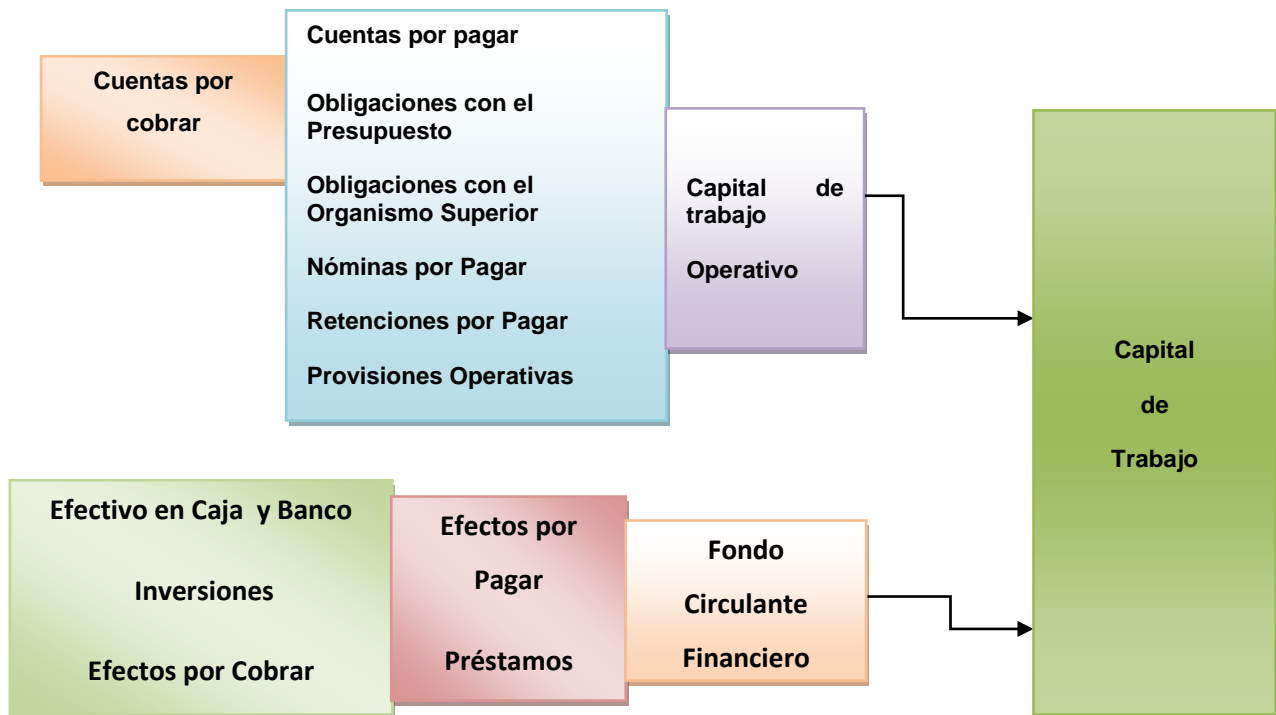 Cuentas por
cobrar
Cuentas por pagar
Obligaciones con el
Presupuesto
Obligaciones con el
Organismo Superior
Nóminas por Pagar
Retenciones por Pagar
Provisiones Operativas
Capital de
trabajo
Operativo
Capital
de
Trabajo
Efectivo en Caja y Banco
Inversiones
Efectos por Cobrar
Efectos por
Pagar
Préstamos
Fondo
Circulante
Financiero